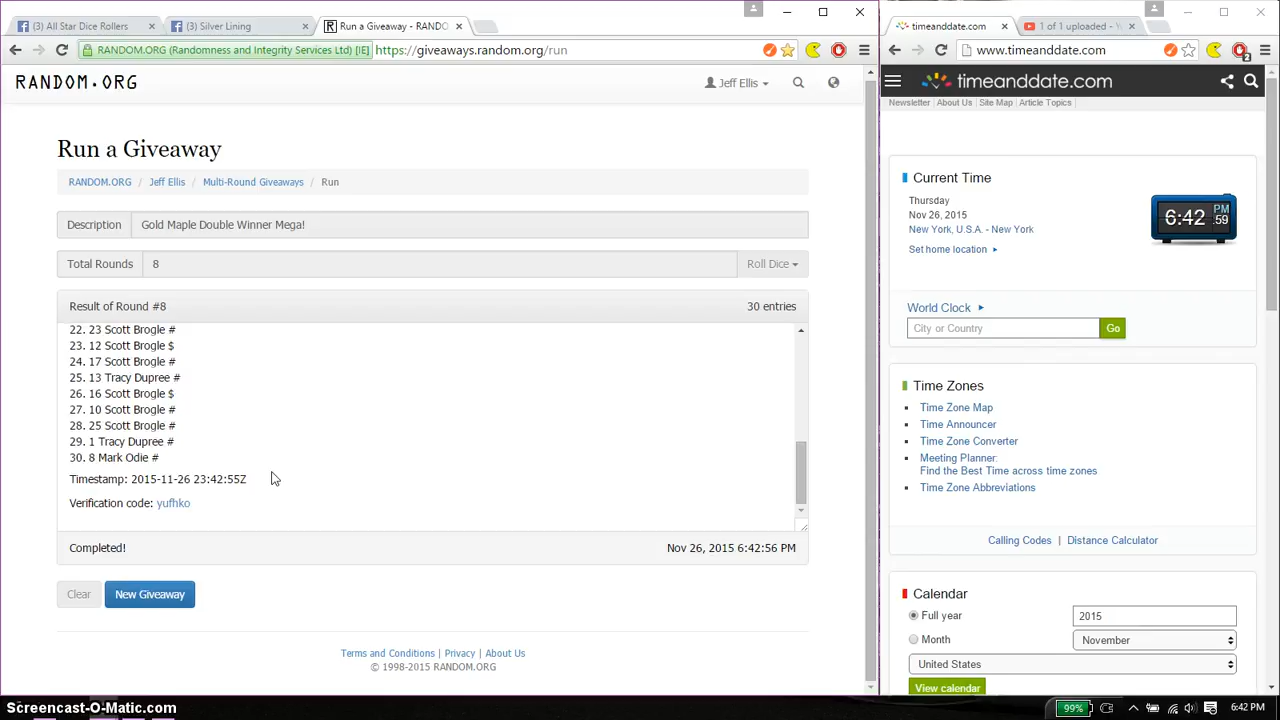 (3) All Star Dice Rollers
(3) Silver Lining
Run a Giveaway - RANDO
RANDOM.ORG (Randomness and Integrity Services Ltd) [IE]
https://giveaways.random.org/run
RANDOM.ORG
Jeff Ellis
Run a Giveaway
RANDOM.ORG / Jeff Ellis / Multi-Round Giveaways / Run
Description Gold Maple Double Winner Mega!
Total Rounds 8 Roll Dice
Result of Round #8 30 entries
22. 23 Scott Brogle #
23. 12 Scott Brogle $
24. 17 Scott Brogle #
25. 13 Tracy Dupree #
26. 16 Scott Brogle $
27. 10 Scott Brogle #
28. 25 Scott Brogle #
29. 1 Tracy Dupree #
30. 8 Mark Odie #
Timestamp: 2015-11-26 23:42:55Z
Verification code: yufhko
Completed! Nov 26, 2015 6:42:56 PM
Clear New Giveaway
Terms and Conditions | Privacy | About Us
© 1998-2015 RANDOM.ORG
timeanddate.com
1 of 1 uploaded - Y
www.timeanddate.com
2
timeanddate.com
Newsletter | About Us | Site Map | Article Topics
Current Time
Thursday
Nov 26, 2015
New York, U.S.A. - New York
Set home location
6:42 PM .59
World Clock
City or Country Go
Time Zones
Time Zone Map
Time Announcer
Time Zone Converter
Meeting Planner:
Find the Best Time across time zones
Time Zone Abbreviations
Calling Codes | Distance Calculator
Calendar
Full year 2015
Month November
United States
View calendar
Screencast-O-Matic.com
99% 6:42 PM